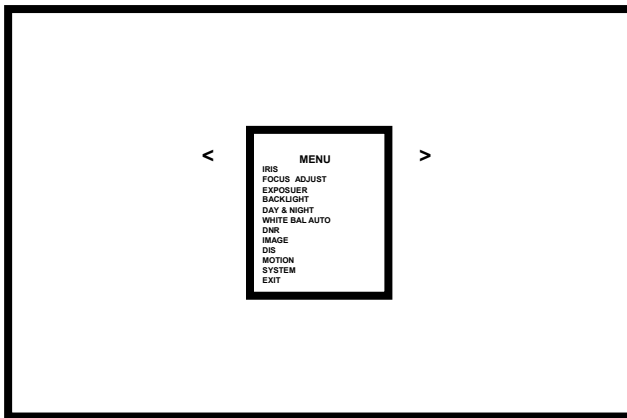 < MENU >
IRIS
FOCUS ADJUST
EXPOSUER
BACKLIGHT
DAY & NIGHT
WHITE BAL AUTO
DNR
IMAGE
DIS
MOTION
SYSTEM
EXIT